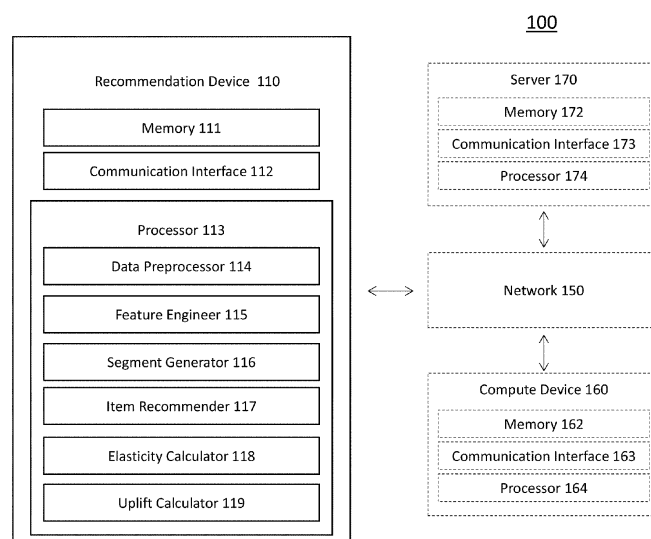 100
Recommendation Device 110
Memory 111
Communication Interface 112
Processor 113
Data Preprocessor 114
Feature Engineer 115
Segment Generator 116
Item Recommender 117
Elasticity Calculator 118
Uplift Calculator 119
Server 170
Memory 172
Communication Interface 173
Processor 174
Network 150
Compute Device 160
Memory 162
Communication Interface 163
Processor 164